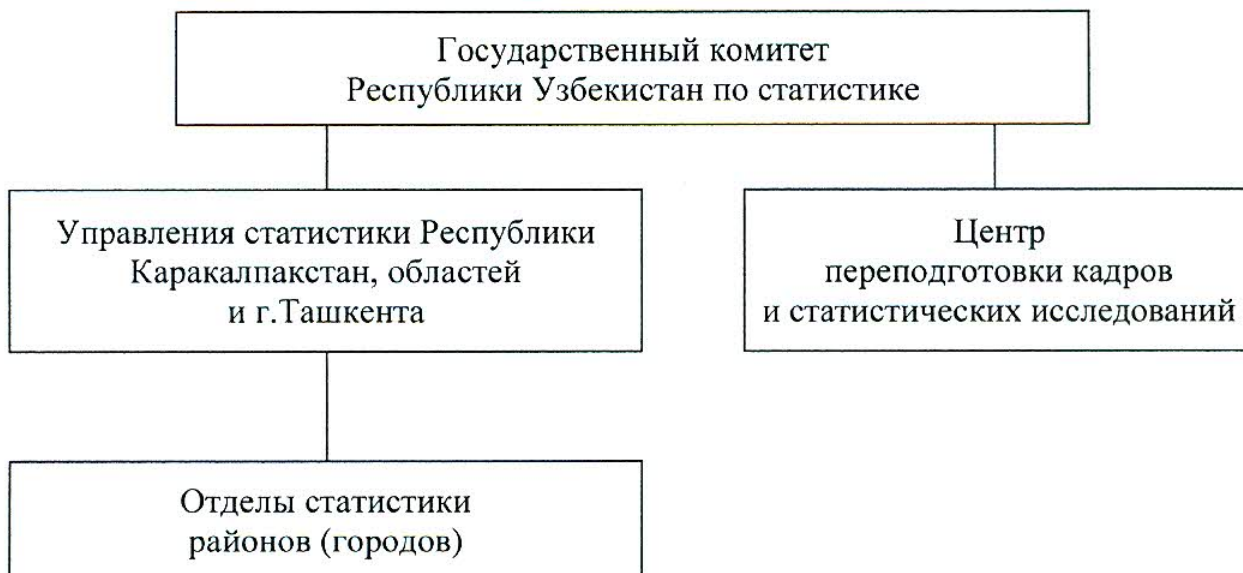 Государственный комитет
Республики Узбекистан по статистике
Управления статистики Республики
Каракалпакстан, областей
и г.Ташкента
Центр
переподготовки кадров
и статистических исследований
Отделы статистики
районов (городов)